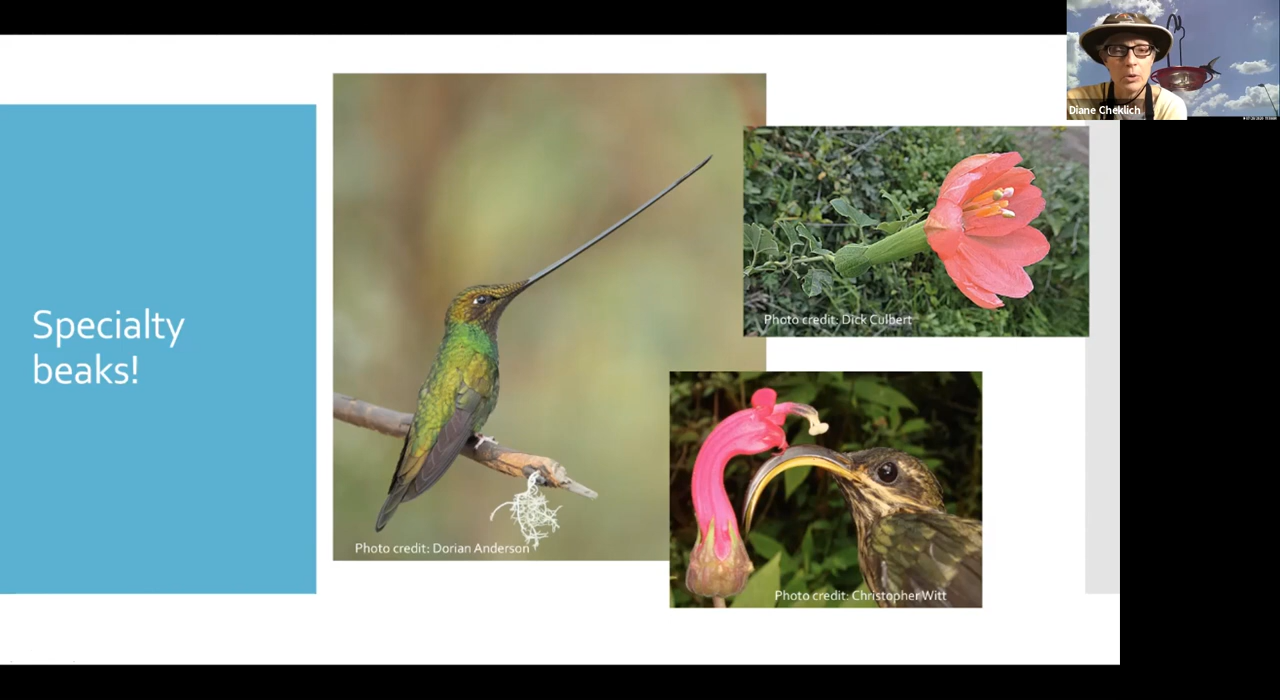 Specialty
beaks!
Photo credit: Dorian Anderson
Photo credit: Dick Culbert
Photo credit: Christopher Witt
Diane Cheklich